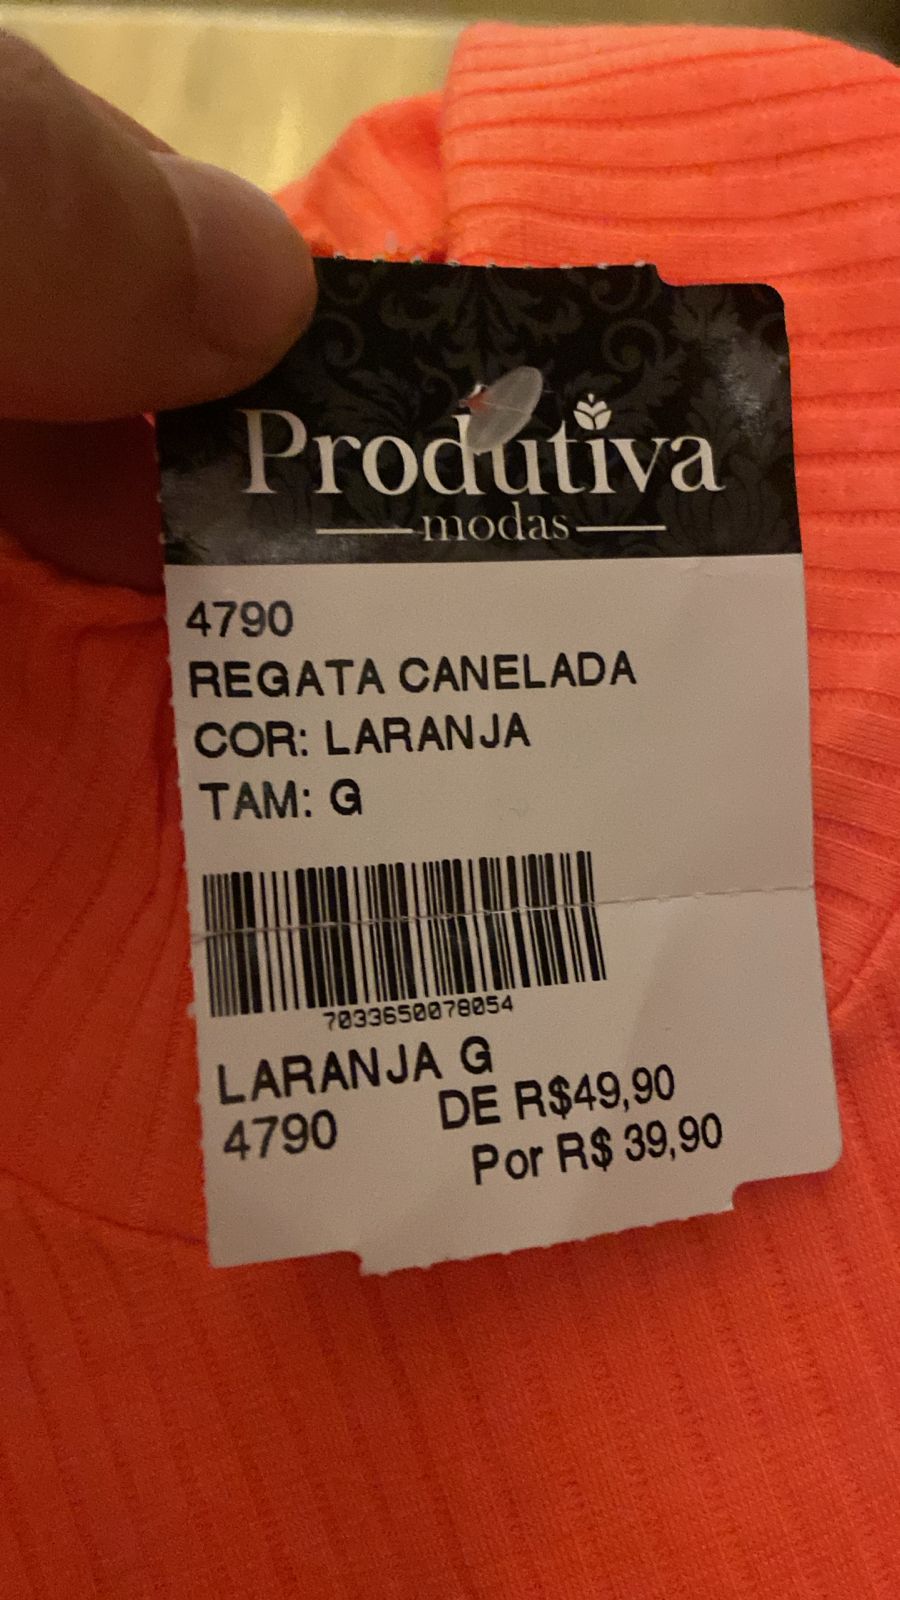 Produtiva
modas
4790
REGATA CANELADA
COR: LARANJA
TAM: G
7033650078054
LARANJA G
4790 DE R$49,90
Por R$ 39,90